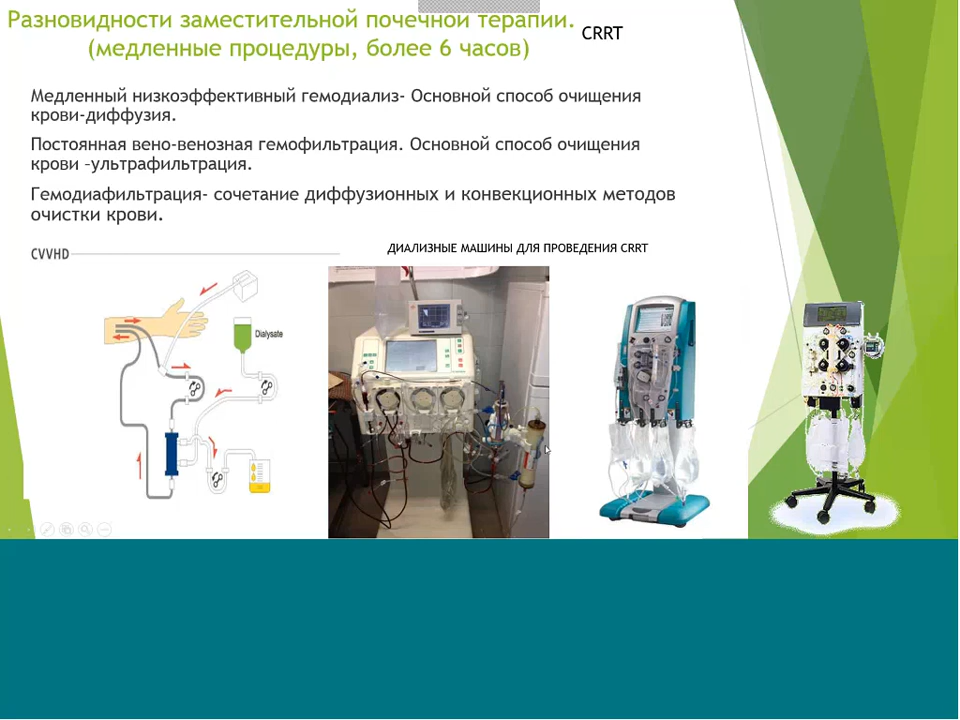 Разновидности заместительной почечной терапии.
(медленные процедуры, более 6 часов)
CRRT
Медленный низкоэффективный гемодиализ- Основной способ очищения
крови-диффузия.
Постоянная вено-венозная гемофильтрация. Основной способ очищения
крови –ультрафильтрация.
Гемодиафильтрация- сочетание диффузионных и конвекционных методов
очистки крови.
CVVHD
ДИАЛИЗНЫЕ МАШИНЫ ДЛЯ ПРОВЕДЕНИЯ CRRT
Dialysate